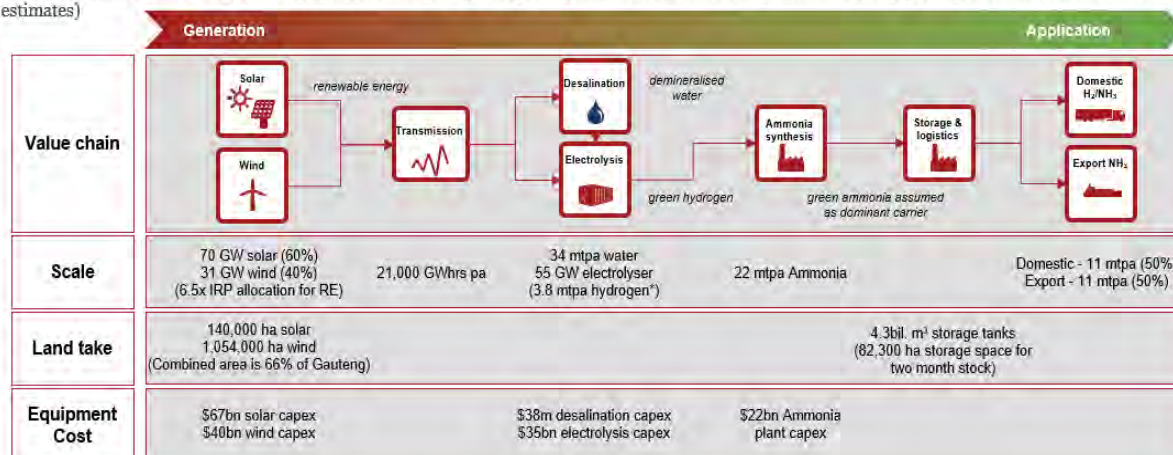 estimates)
Generation
Application
Value chain
Solar
renewable energy
Wind
Transmission
Desalination
demineralised
water
Electrolysis
green hydrogen
Ammonia
synthesis
green ammonia assumed
as dominant carrier
Storage &
logistics
Domestic
H₂/NH₃
Export NH₃
Scale
70 GW solar (60%)
31 GW wind (40%)
(6.5x IRP allocation for RE)
21,000 GWhrs pa
34 mtpa water
55 GW electrolyser
(3.8 mtpa hydrogen*)
22 mtpa Ammonia
Domestic - 11 mtpa (50%
Export - 11 mtpa (50%)
Land take
140,000 ha solar
1,054,000 ha wind
(Combined area is 66% of Gauteng)
4.3bil. m³ storage tanks
(82,300 ha storage space for
two month stock)
Equipment
Cost
$67bn solar capex
$40bn wind capex
$38m desalination capex
$35bn electrolysis capex
$22bn Ammonia
plant capex